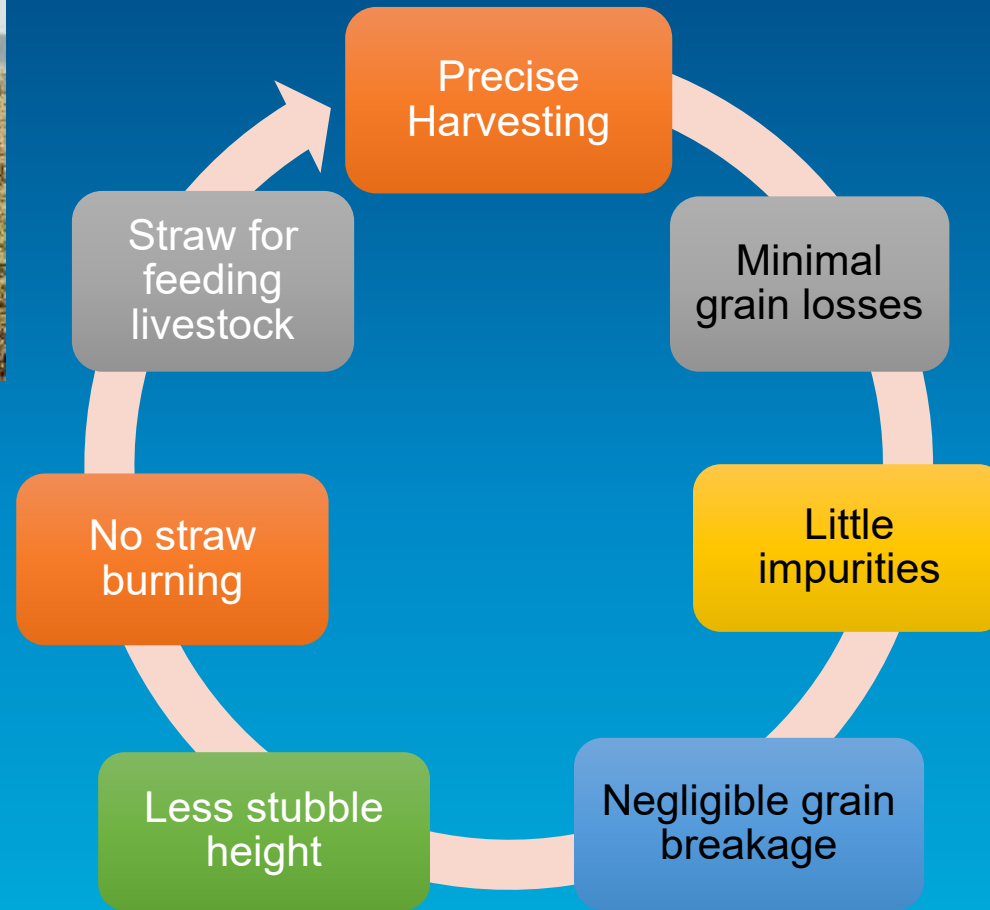 Precise
Harvesting
Minimal
grain losses
Little
impurities
Negligible grain
breakage
Less stubble
height
No straw
burning
Straw for
feeding
livestock